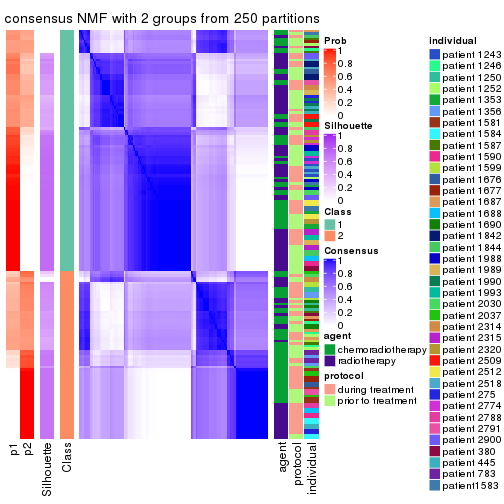 consensus NMF with 2 groups from 250 partitions
Prob
1
0.8
0.6
0.4
0.2
0
Silhouette
1
0.8
0.6
0.4
0.2
0
Class
1
2
Consensus
1
0.8
0.6
0.4
0.2
0
agent
chemoradiotherapy
radiotherapy
protocol
during treatment
prior to treatment
individual
patient 1243
patient 1246
patient 1250
patient 1252
patient 1353
patient 1356
patient 1581
patient 1584
patient 1587
patient 1590
patient 1599
patient 1676
patient 1677
patient 1687
patient 1688
patient 1690
patient 1842
patient 1844
patient 1988
patient 1989
patient 1990
patient 1993
patient 2030
patient 2037
patient 2314
patient 2315
patient 2320
patient 2509
patient 2512
patient 2518
patient 275
patient 2774
patient 2788
patient 2791
patient 2900
patient 380
patient 445
patient 783
patient1583
p1
p2
Silhouette
Class
agent
protocol
individual